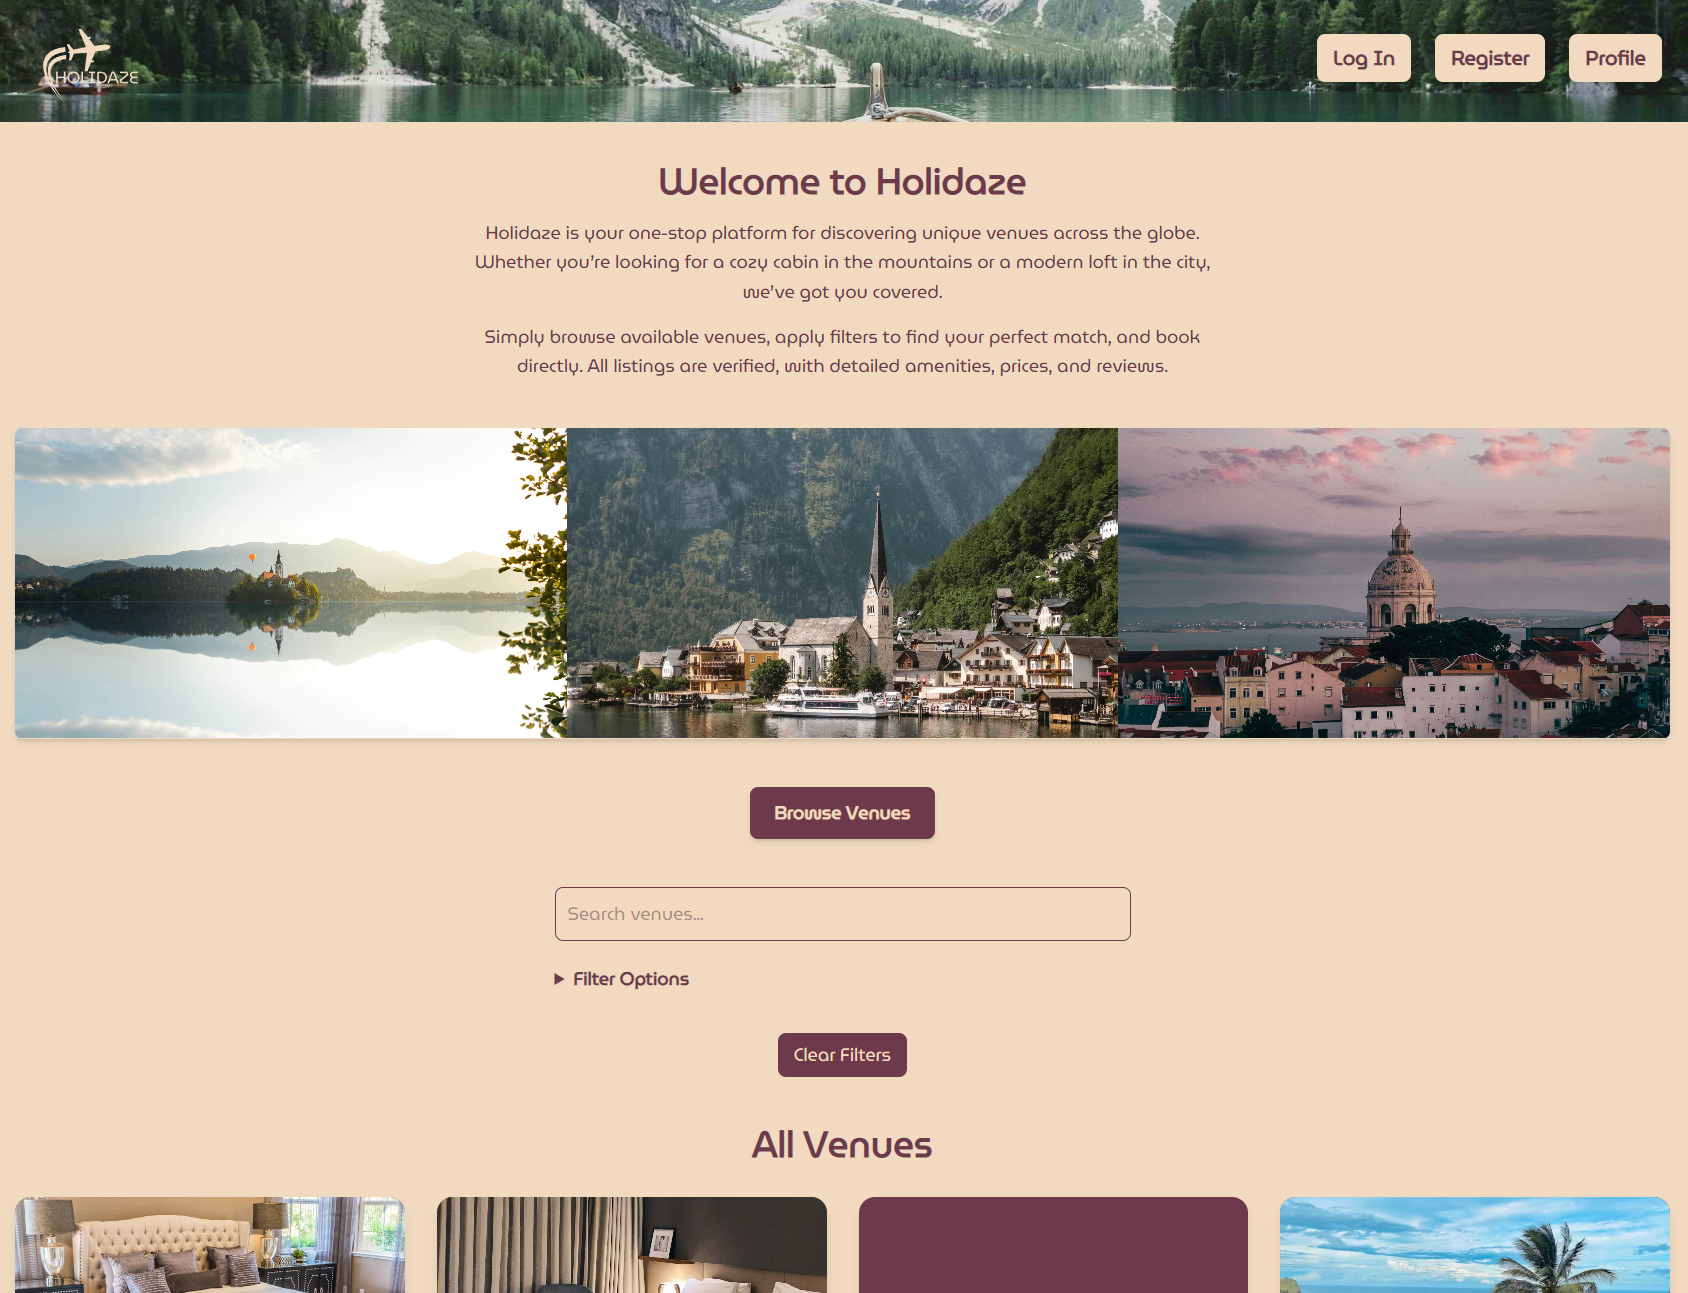 HOLIDAZE
Log In
Register
Profile
Welcome to Holidaze
Holidaze is your one-stop platform for discovering unique venues across the globe.
Whether you're looking for a cozy cabin in the mountains or a modern loft in the city,
we've got you covered.
Simply browse available venues, apply filters to find your perfect match, and book
directly. All listings are verified, with detailed amenities, prices, and reviews.
Browse Venues
Search venues...
Filter Options
Clear Filters
All Venues